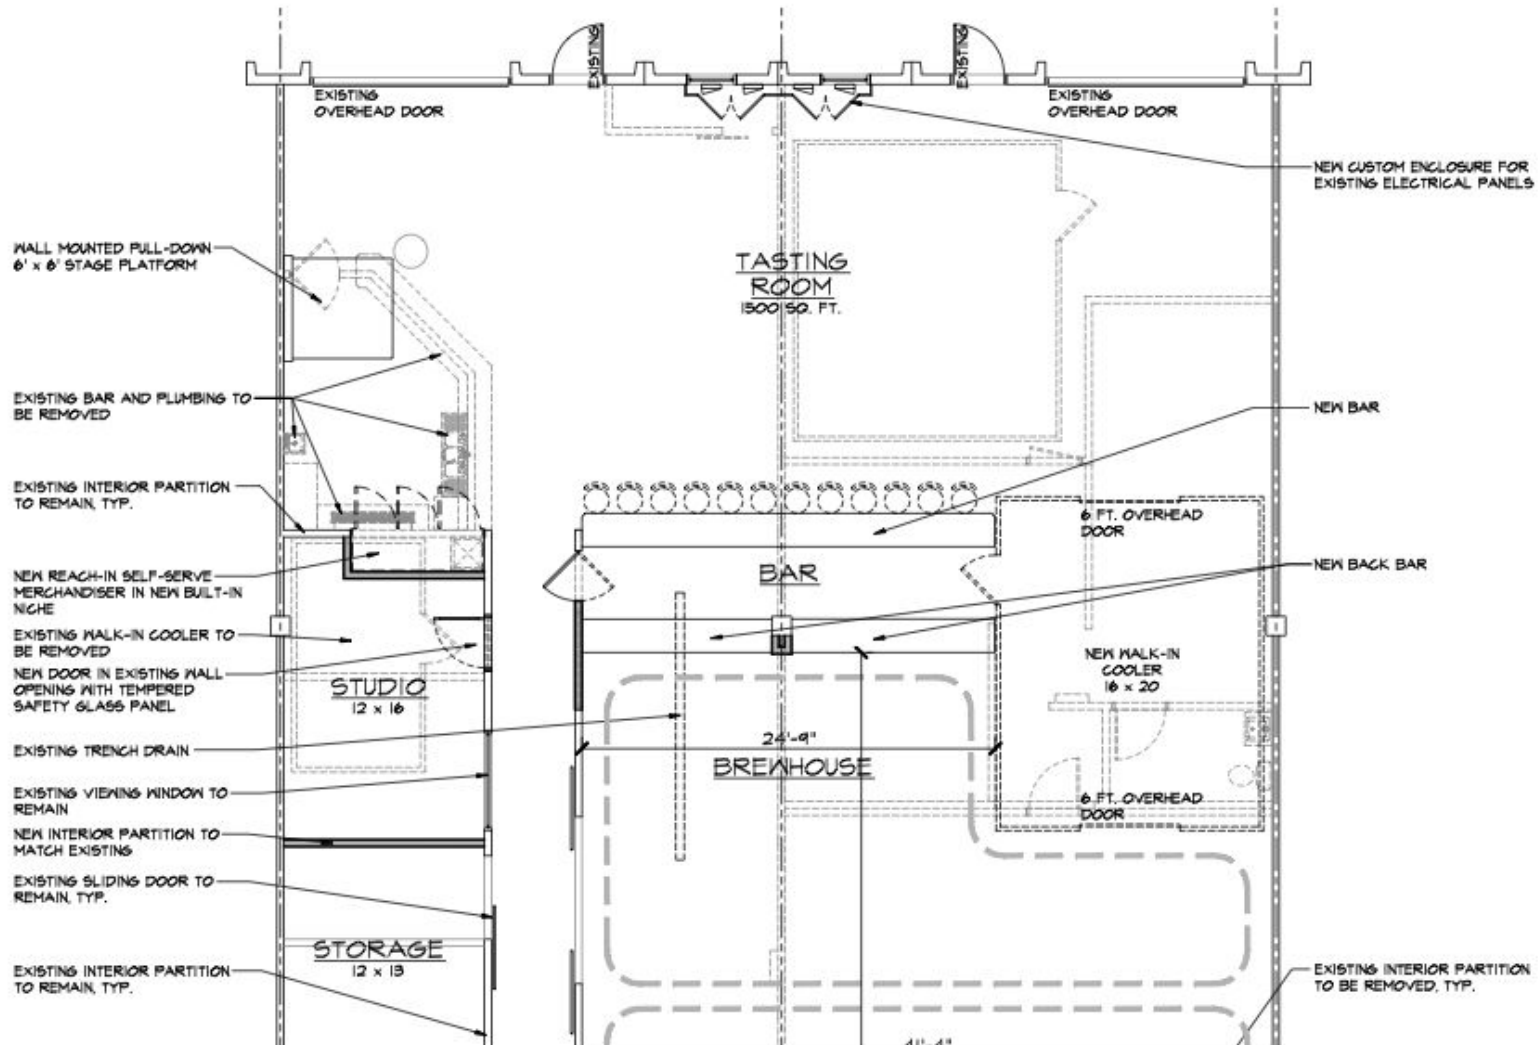 EXISTING
EXISTING
EXISTING
OVERHEAD DOOR
EXISTING
OVERHEAD DOOR
NEW CUSTOM ENCLOSURE FOR
EXISTING ELECTRICAL PANELS
WALL MOUNTED PULL-DOWN
6' x 6' STAGE PLATFORM
TASTING
ROOM
1500 SQ. FT.
EXISTING BAR AND PLUMBING TO
BE REMOVED
NEW BAR
EXISTING INTERIOR PARTITION
TO REMAIN, TYP.
6 FT. OVERHEAD
DOOR
NEW REACH-IN SELF-SERVE
MERCHANDISER IN NEW BUILT-IN
NICHE
BAR
NEW BACK BAR
EXISTING WALK-IN COOLER TO
BE REMOVED
NEW DOOR IN EXISTING WALL
OPENING WITH TEMPERED
SAFETY GLASS PANEL
STUDIO
12 x 16
NEW WALK-IN
COOLER
16 x 20
EXISTING TRENCH DRAIN
24'-9"
BREWHOUSE
EXISTING VIEWING WINDOW TO
REMAIN
6 FT. OVERHEAD
DOOR
NEW INTERIOR PARTITION TO
MATCH EXISTING
EXISTING SLIDING DOOR TO
REMAIN, TYP.
STORAGE
12 x 13
EXISTING INTERIOR PARTITION
TO REMAIN, TYP.
EXISTING INTERIOR PARTITION
TO BE REMOVED, TYP.